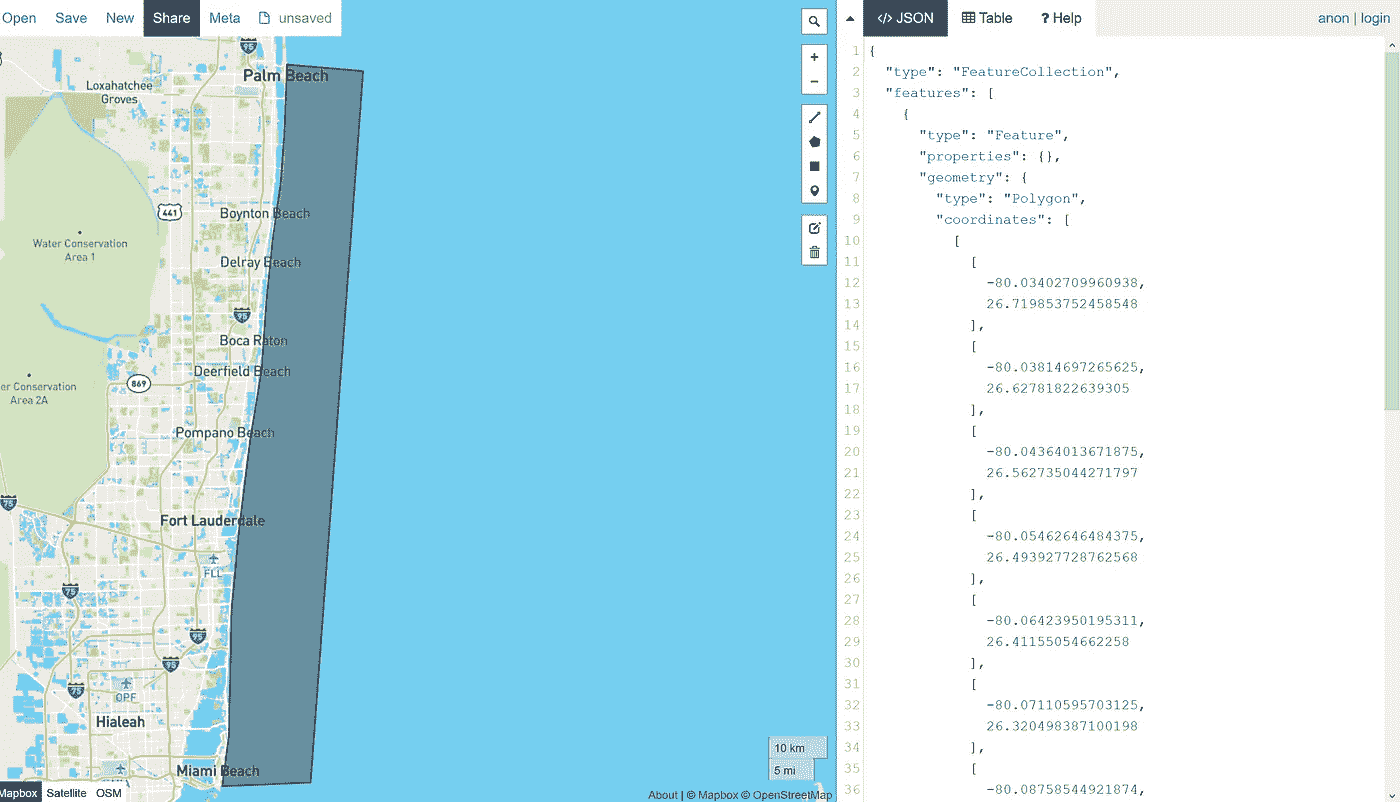 Open Save New Share Meta unsaved
</> JSON Table ? Help anon | login
95
Palm Beach
Loxahatchee
Groves
441
Boynton Beach
Water Conservation
Area 1
Delray Beach
95
Boca Raton
Deerfield Beach
869
er Conservation
Area 2A
Pompano Beach
75
Fort Lauderdale
FLL
75
95
95
75
OPF
Hialeah
Miami Beach
10 km
5 mi
Mapbox Satellite OSM
About | © Mapbox © OpenStreetMap
1 {
2 "type": "FeatureCollection",
3 "features": [
4 {
5 "type": "Feature",
6 "properties": {},
7 "geometry": {
8 "type": "Polygon",
9 "coordinates": [
10 [
11 [
12 -80.03402709960938,
13 26.719853752458548
14 ],
15 [
16 -80.03814697265625,
17 26.62781822639305
18 ],
19 [
20 -80.04364013671875,
21 26.562735044271797
22 ],
23 [
24 -80.05462646484375,
25 26.493927728762568
26 ],
27 [
28 -80.06423950195311,
29 26.41155054662258
30 ],
31 [
32 -80.07110595703125,
33 26.320498387100198
34 ],
35 [
36 -80.08758544921874,